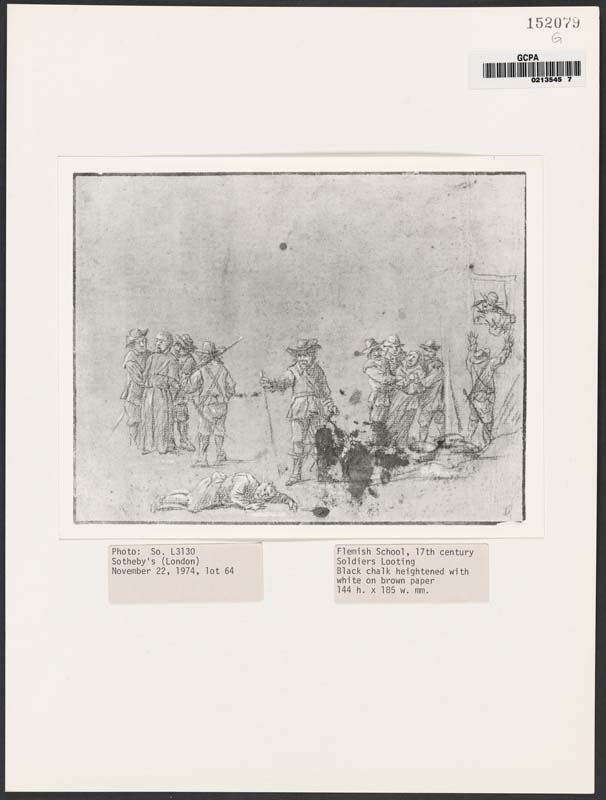 152079
G
GCPA
0213545 7
Photo: So. L3130
Sotheby's (London)
November 22, 1974, lot 64
Flemish School, 17th century
Soldiers Looting
Black chalk heightened with
white on brown paper
144 h. x 185 w. mm.